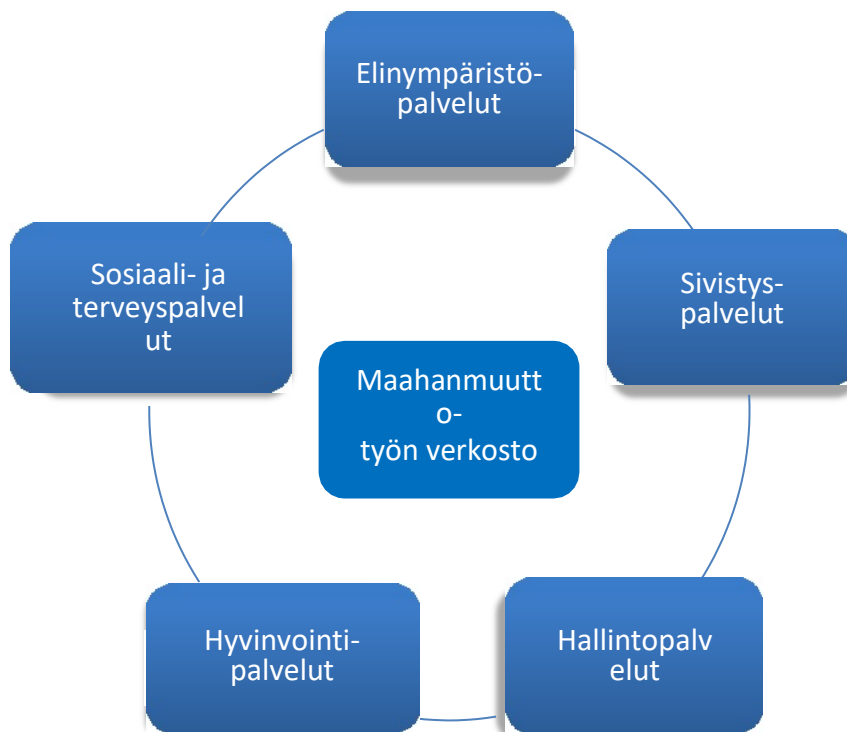 Elinympäristö-
palvelut
Sosiaali- ja
terveyspalvel
ut
Sivistys-
palvelut
Maahanmuutt
o-
työn verkosto
Hyvinvointi-
palvelut
Hallintopalv
elut